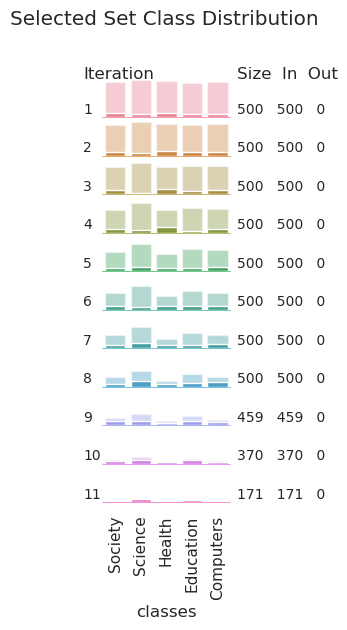 Selected Set Class Distribution
Iteration Size In Out
1 500 500 0
2 500 500 0
3 500 500 0
4 500 500 0
5 500 500 0
6 500 500 0
7 500 500 0
8 500 500 0
9 459 459 0
10 370 370 0
11 171 171 0
Society Science Health Education Computers
classes